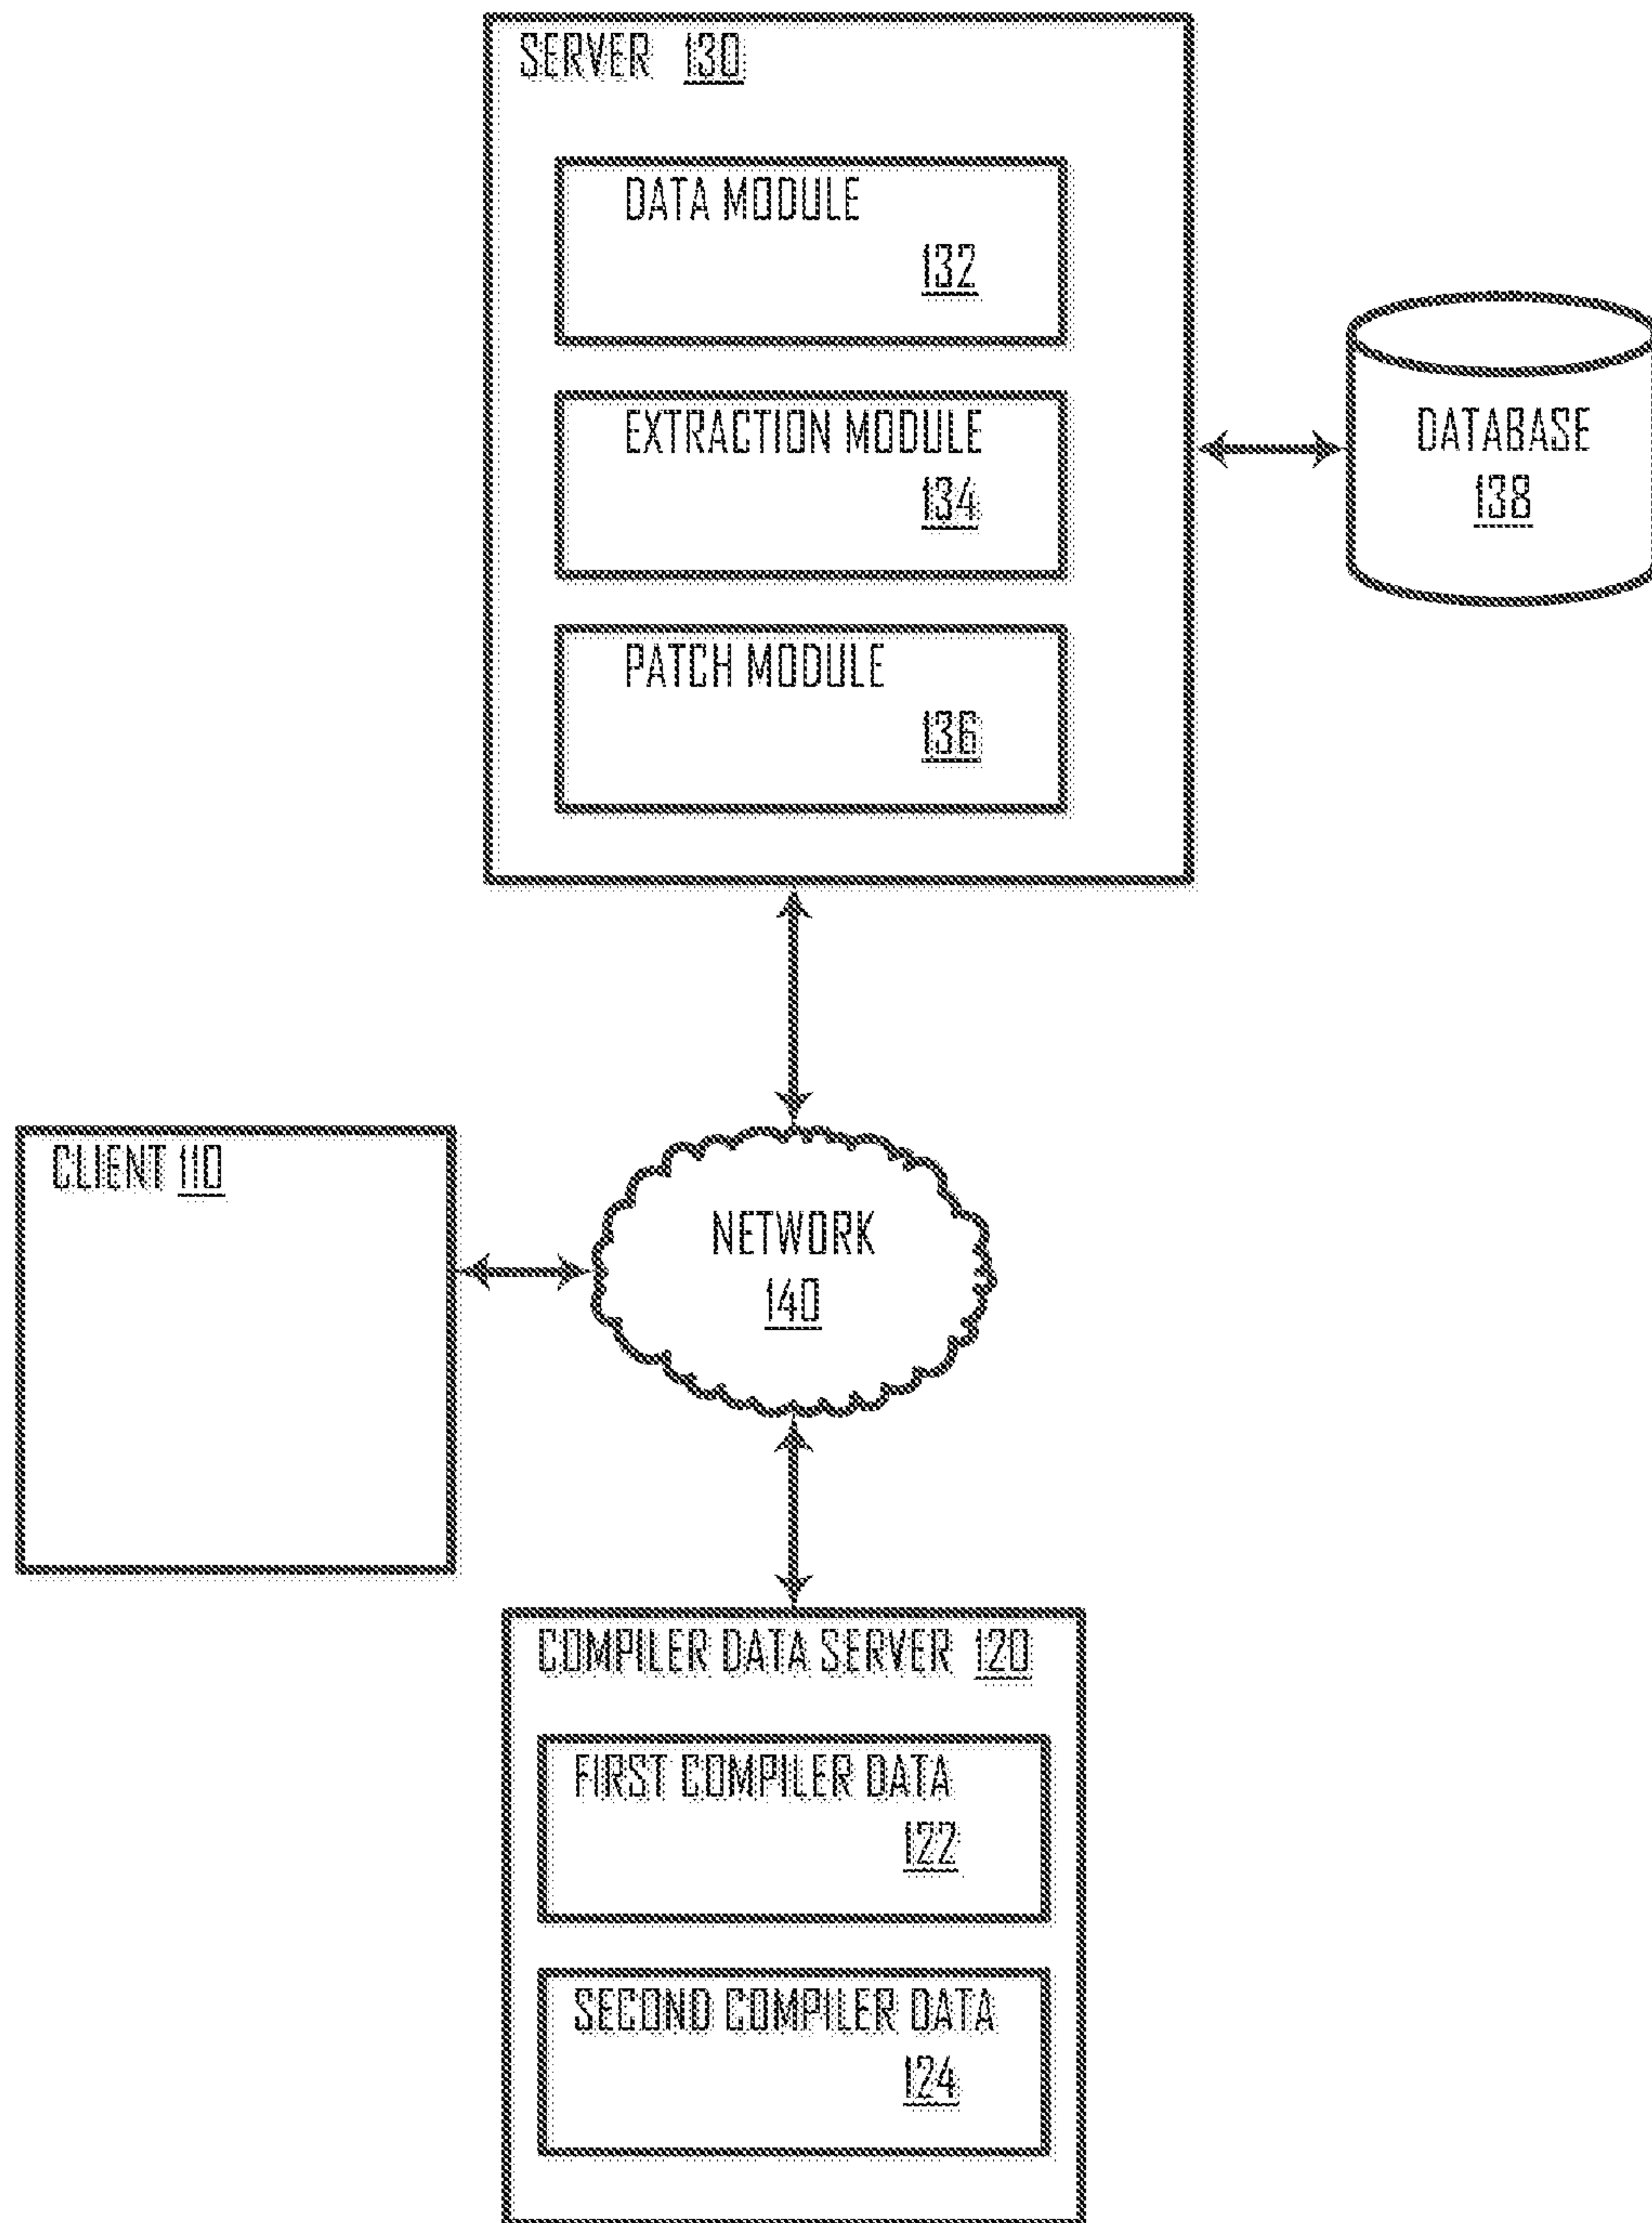 SERVER 130
DATA MODULE
132
EXTRACTION MODULE
134
PATCH MODULE
136
DATABASE
138
CLIENT 110
NETWORK
140
COMPILER DATA SERVER 120
FIRST COMPILER DATA
122
SECOND COMPILER DATA
124